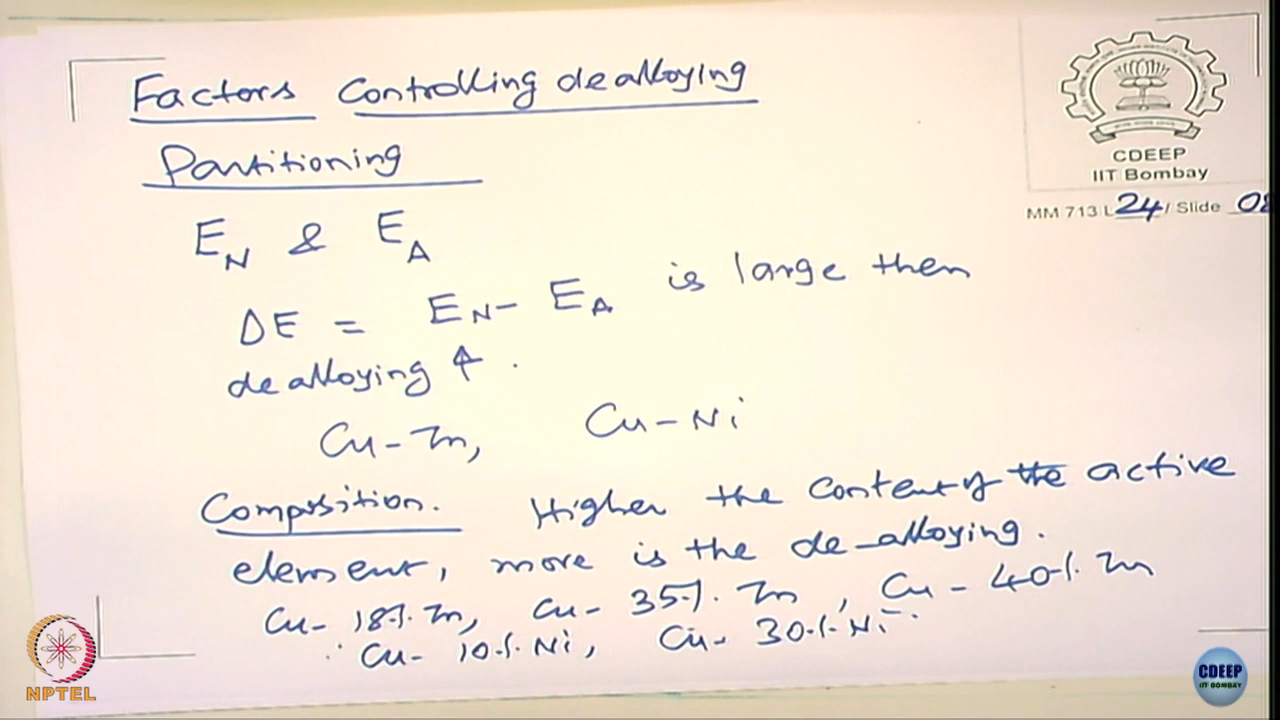 Factors Controlling dealloying
Partitioning
E_N & E_A
ΔE = E_N - E_A is large then
dealloying ↑.
Cu-Zn, Cu-Ni
Composition. Higher the content of the active
element, more is the de-alloying.
Cu- 18%. Zn, Cu- 35%. Zn, Cu- 40%. Zn
Cu- 10%. Ni, Cu- 30%. Ni.
CDEEP
IIT Bombay
MM 713 L 24 / Slide 08
NPTEL
CDEEP
IIT BOMBAY